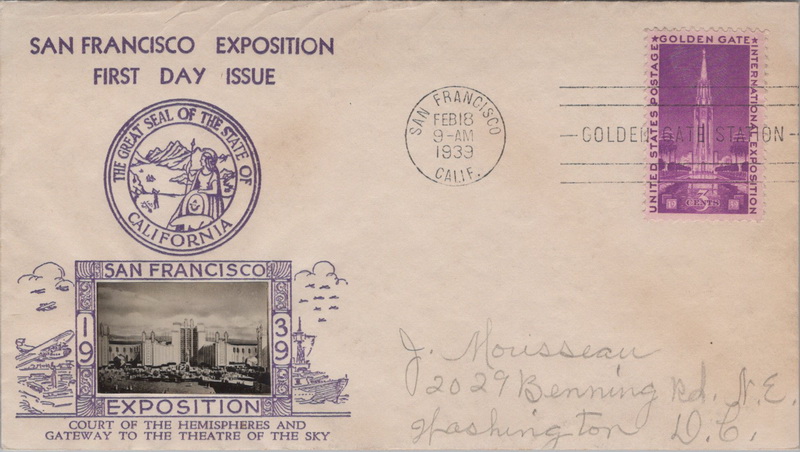 SAN FRANCISCO EXPOSITION
FIRST DAY ISSUE
THE GREAT SEAL OF THE STATE OF
CALIFORNIA
SAN FRANCISCO
1939
EXPOSITION
COURT OF THE HEMISPHERES AND
GATEWAY TO THE THEATRE OF THE SKY
SAN FRANCISCO
FEB 18
9-AM
1939
CALIF.
GOLDEN GATE STATION
UNITED STATES POSTAGE
GOLDEN GATE
INTERNATIONAL EXPOSITION
3 CENTS
J. Mousseau
2029 Benning Rd. N.E.
Washington D.C.